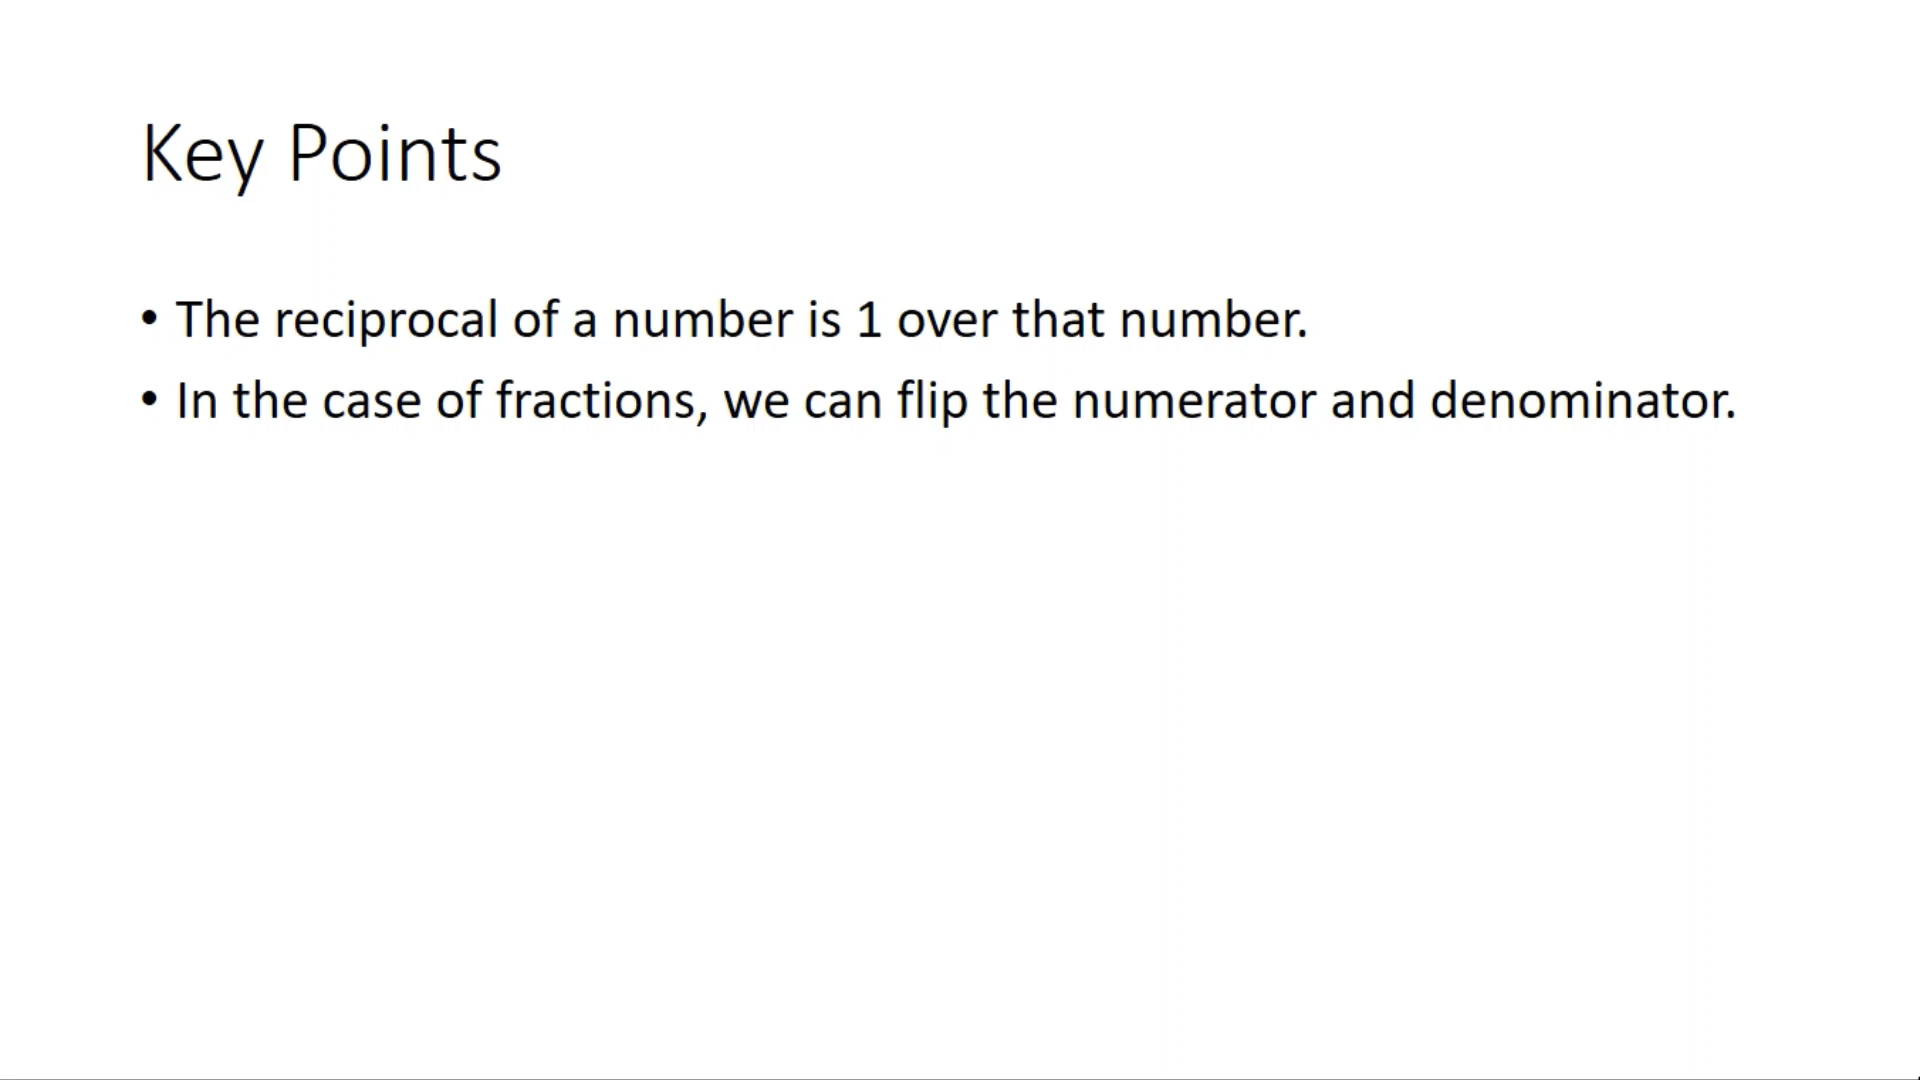 Key Points
• The reciprocal of a number is 1 over that number.
• In the case of fractions, we can flip the numerator and denominator.